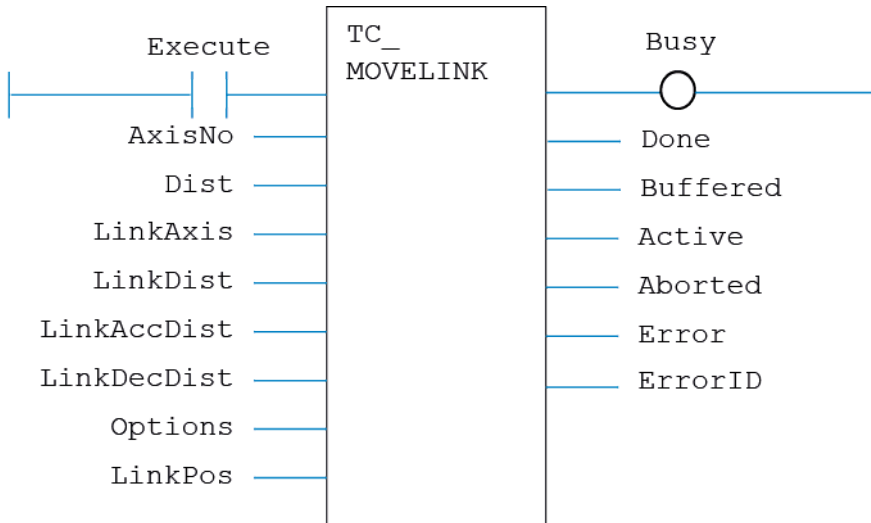 Execute
TC_
MOVELINK
Busy
AxisNo
Done
Dist
Buffered
LinkAxis
Active
LinkDist
Aborted
LinkAccDist
Error
LinkDecDist
ErrorID
Options
LinkPos